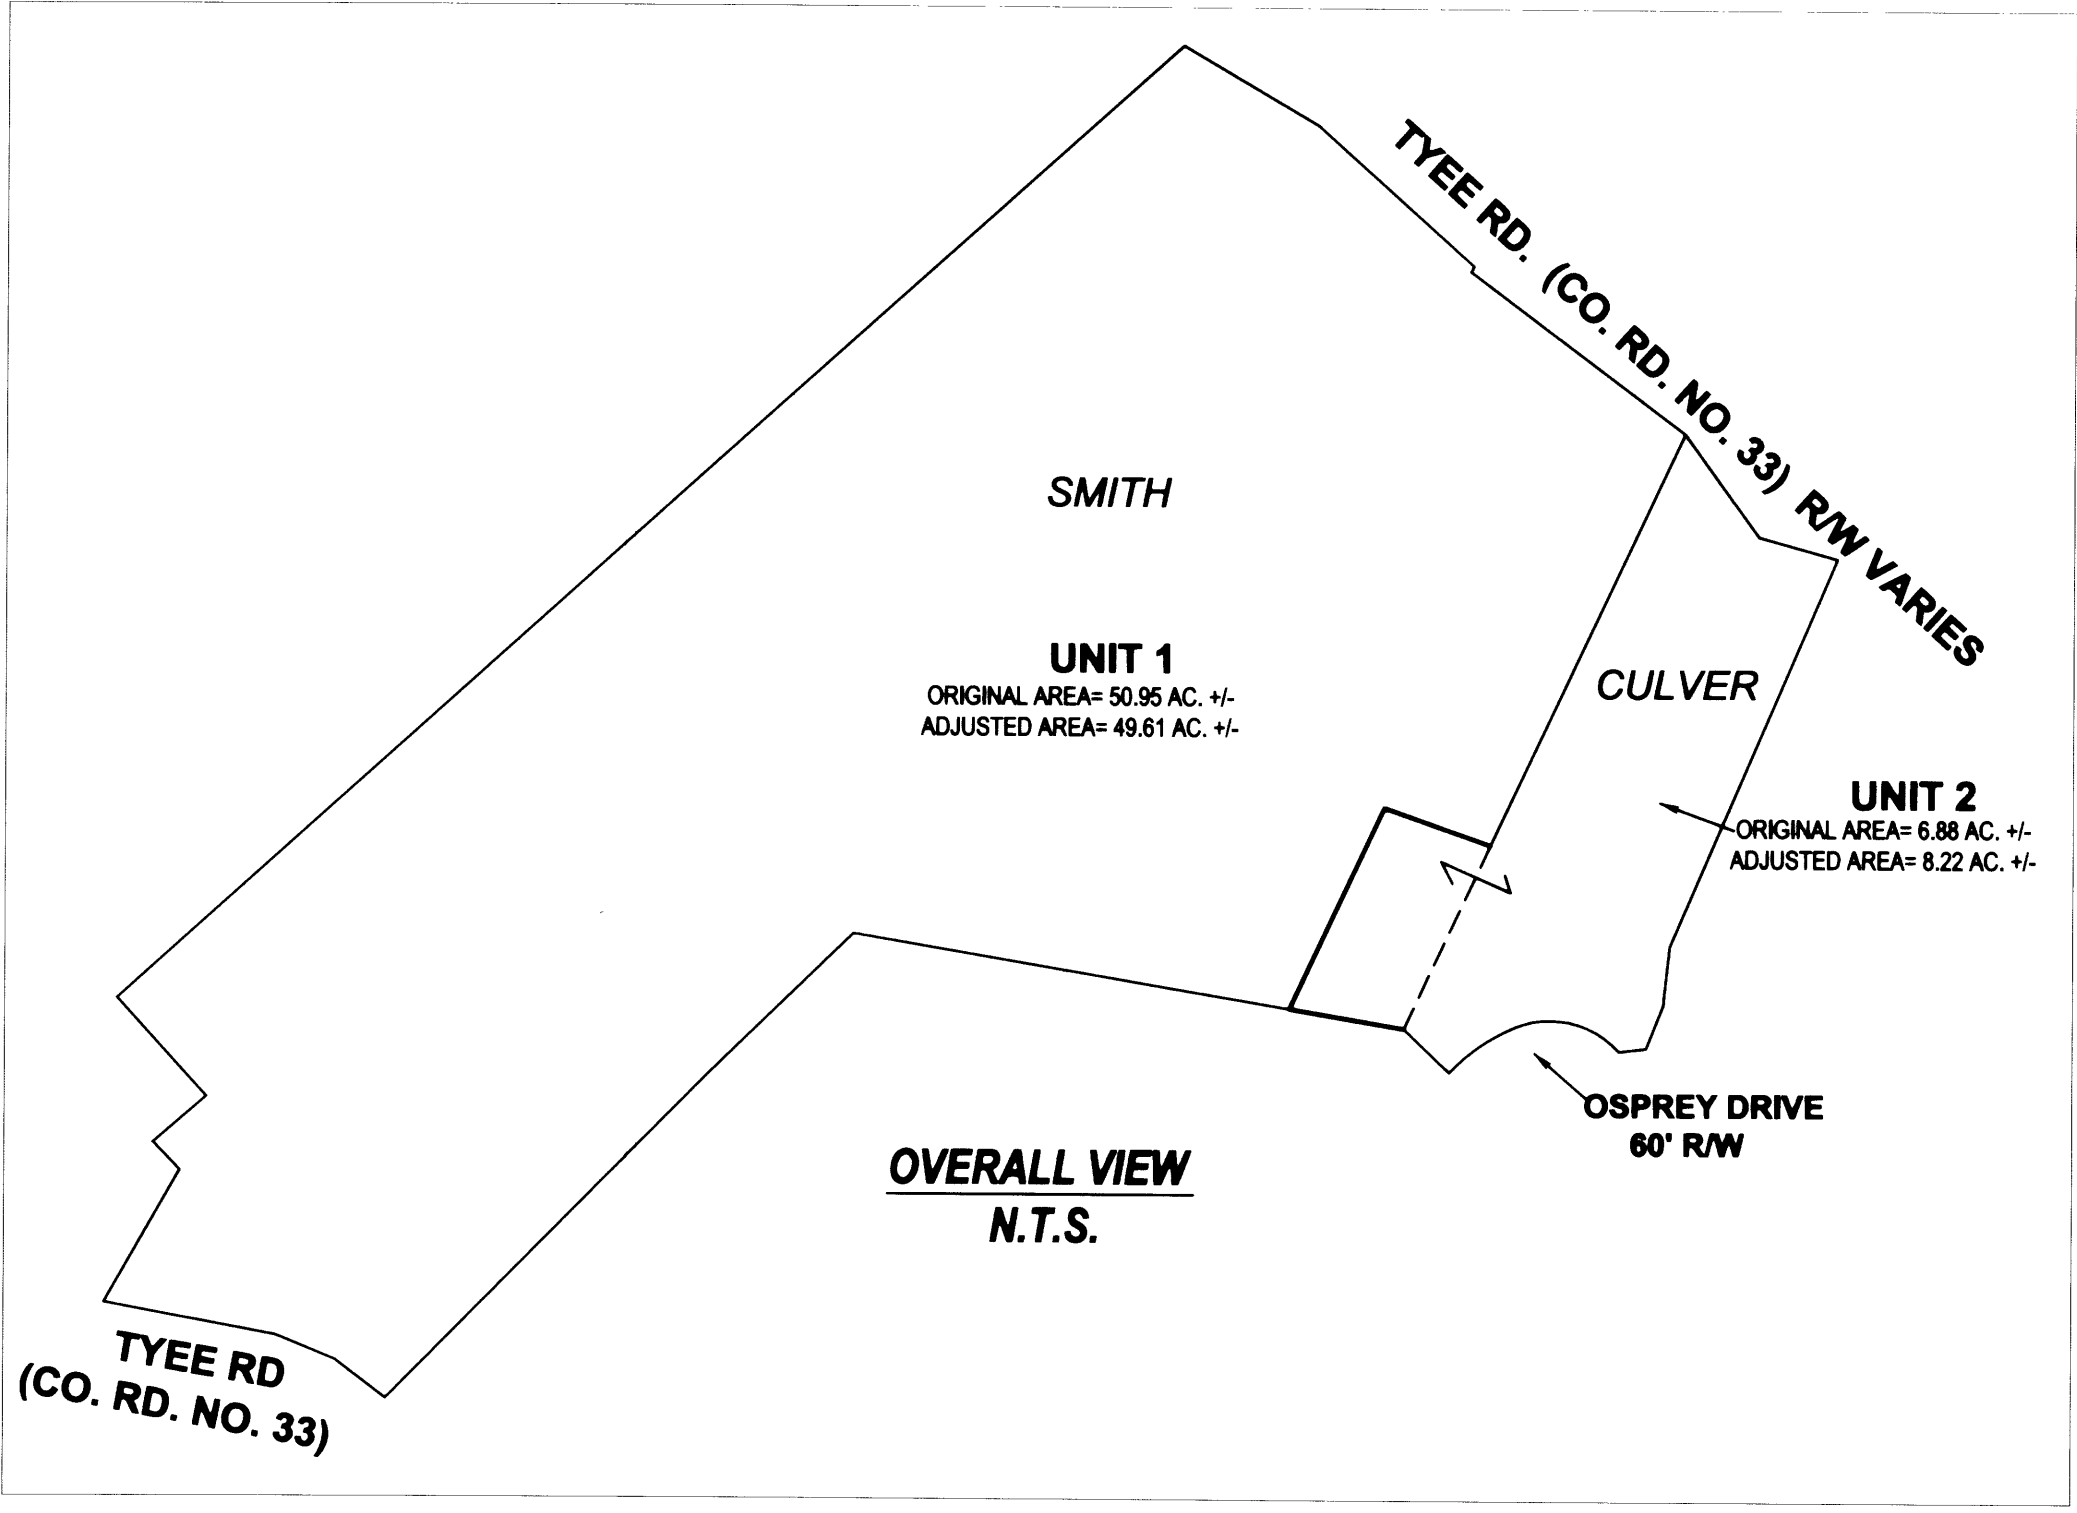 TYEE RD. (CO. RD. NO. 33) R/W VARIES
SMITH
UNIT 1
ORIGINAL AREA= 50.95 AC. +/-
ADJUSTED AREA= 49.61 AC. +/-
CULVER
UNIT 2
ORIGINAL AREA= 6.88 AC. +/-
ADJUSTED AREA= 8.22 AC. +/-
OSPREY DRIVE
60' R/W
OVERALL VIEW
N.T.S.
TYEE RD
(CO. RD. NO. 33)